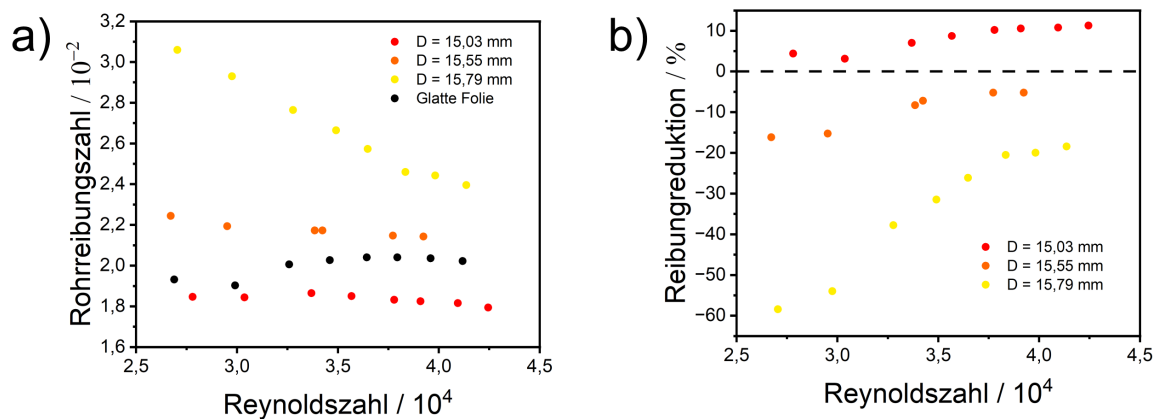 a)
3,2
3,0
2,8
2,6
2,4
2,2
2,0
1,8
1,6
Rohrreibungszahl / 10⁻²
D = 15,03 mm
D = 15,55 mm
D = 15,79 mm
Glatte Folie
2,5 3,0 3,5 4,0 4,5
Reynoldszahl / 10⁴
b)
10
0
−10
−20
−30
−40
−50
−60
Reibungreduktion / %
D = 15,03 mm
D = 15,55 mm
D = 15,79 mm
2,5 3,0 3,5 4,0 4,5
Reynoldszahl / 10⁴